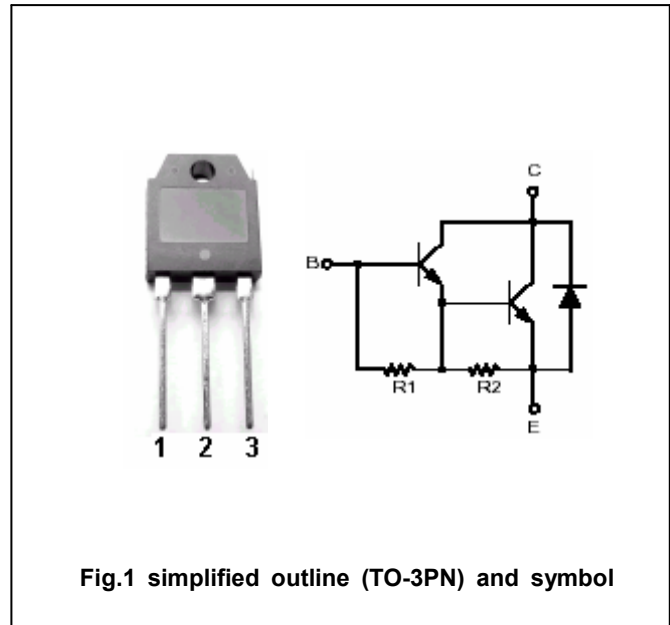 C
B
R1 R2
E
1 2 3
Fig.1 simplified outline (TO-3PN) and symbol